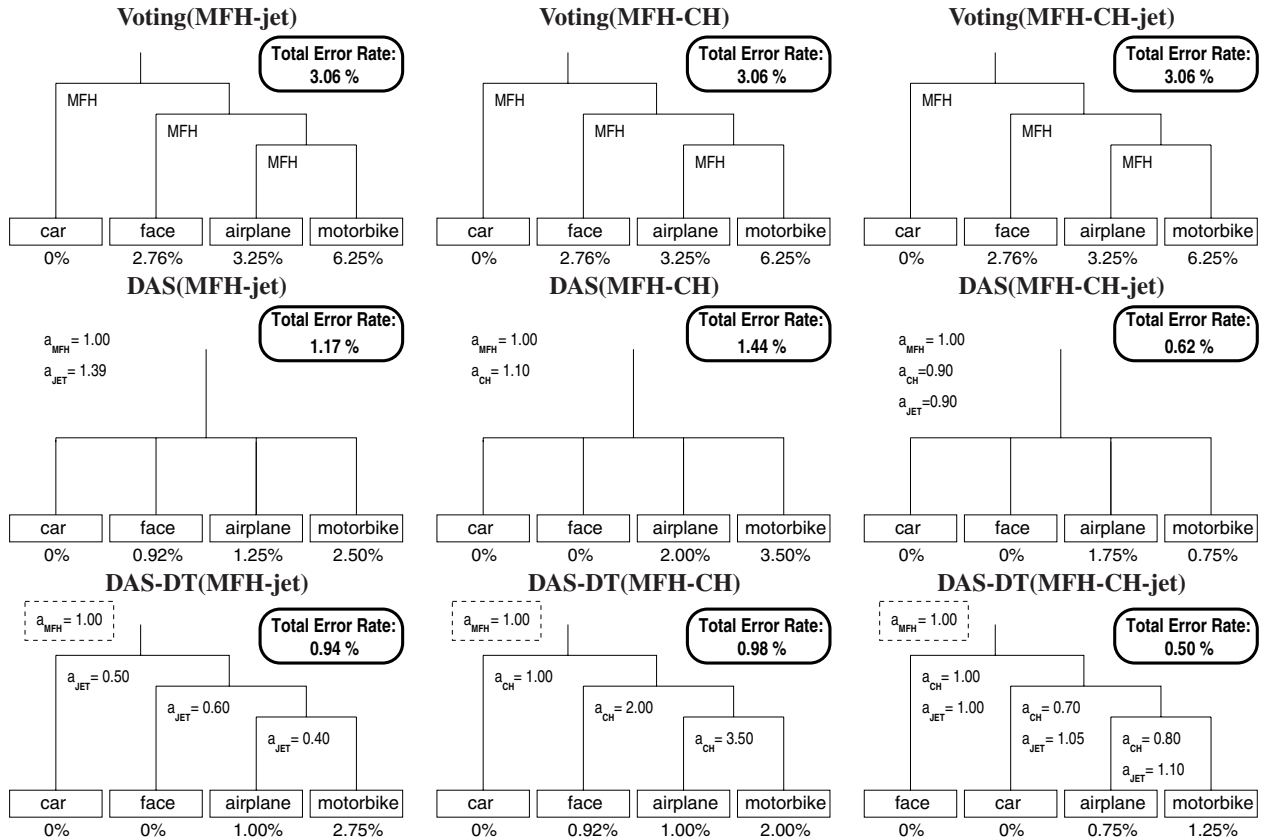 Voting(MFH-jet)
Total Error Rate:
3.06 %
MFH
MFH
MFH
car face airplane motorbike
0% 2.76% 3.25% 6.25%
Voting(MFH-CH)
Total Error Rate:
3.06 %
MFH
MFH
MFH
car face airplane motorbike
0% 2.76% 3.25% 6.25%
Voting(MFH-CH-jet)
Total Error Rate:
3.06 %
MFH
MFH
MFH
car face airplane motorbike
0% 2.76% 3.25% 6.25%
DAS(MFH-jet)
Total Error Rate:
1.17 %
a_MFH= 1.00
a_JET= 1.39
car face airplane motorbike
0% 0.92% 1.25% 2.50%
DAS(MFH-CH)
Total Error Rate:
1.44 %
a_MFH= 1.00
a_CH= 1.10
car face airplane motorbike
0% 0% 2.00% 3.50%
DAS(MFH-CH-jet)
Total Error Rate:
0.62 %
a_MFH= 1.00
a_CH=0.90
a_JET=0.90
car face airplane motorbike
0% 0% 1.75% 0.75%
DAS-DT(MFH-jet)
a_MFH= 1.00
Total Error Rate:
0.94 %
a_JET= 0.50
a_JET= 0.60
a_JET= 0.40
car face airplane motorbike
0% 0% 1.00% 2.75%
DAS-DT(MFH-CH)
a_MFH= 1.00
Total Error Rate:
0.98 %
a_CH= 1.00
a_CH= 2.00
a_CH= 3.50
car face airplane motorbike
0% 0.92% 1.00% 2.00%
DAS-DT(MFH-CH-jet)
a_MFH= 1.00
Total Error Rate:
0.50 %
a_CH= 1.00
a_JET= 1.00
a_CH= 0.70
a_JET= 1.05
a_CH= 0.80
a_JET= 1.10
face car airplane motorbike
0% 0% 0.75% 1.25%